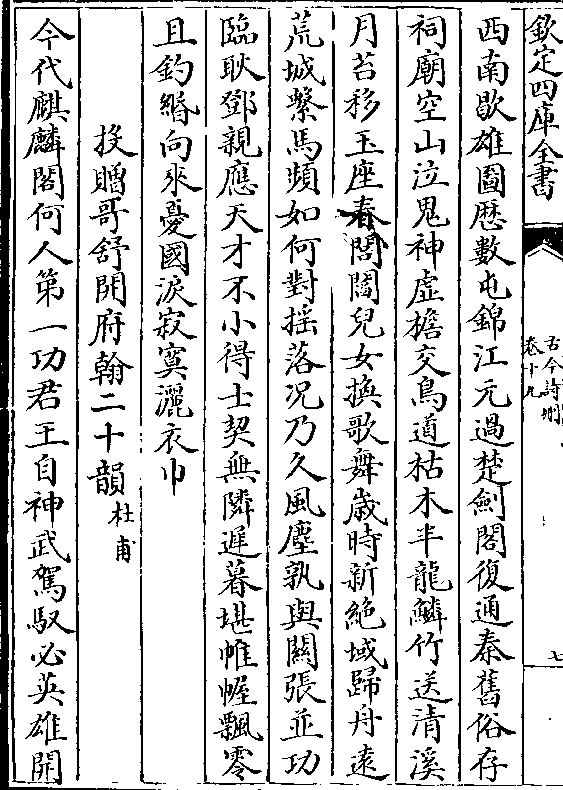 欽定四庫全書
古今詩刪
卷十九
七
西南歇雄圖歴數屯錦江元過楚劍閣復通秦舊俗存
祠廟空山泣鬼神虚檐交鳥道枯木半龍鱗竹送清溪
月苔移玉座春閭閻兒女換歌舞歲時新絶域歸舟逺
荒城繫馬頻如何對揺落况乃久風塵孰與闗張並功
臨耿鄧親應天才不小得士契無隣遲暮堪帷幄飄零
且釣緡向來憂國淚寂寞灑衣巾
投贈哥舒開府翰二十韻 杜甫
今代麒麟閣何人第一功君王自神武駕馭必英雄開